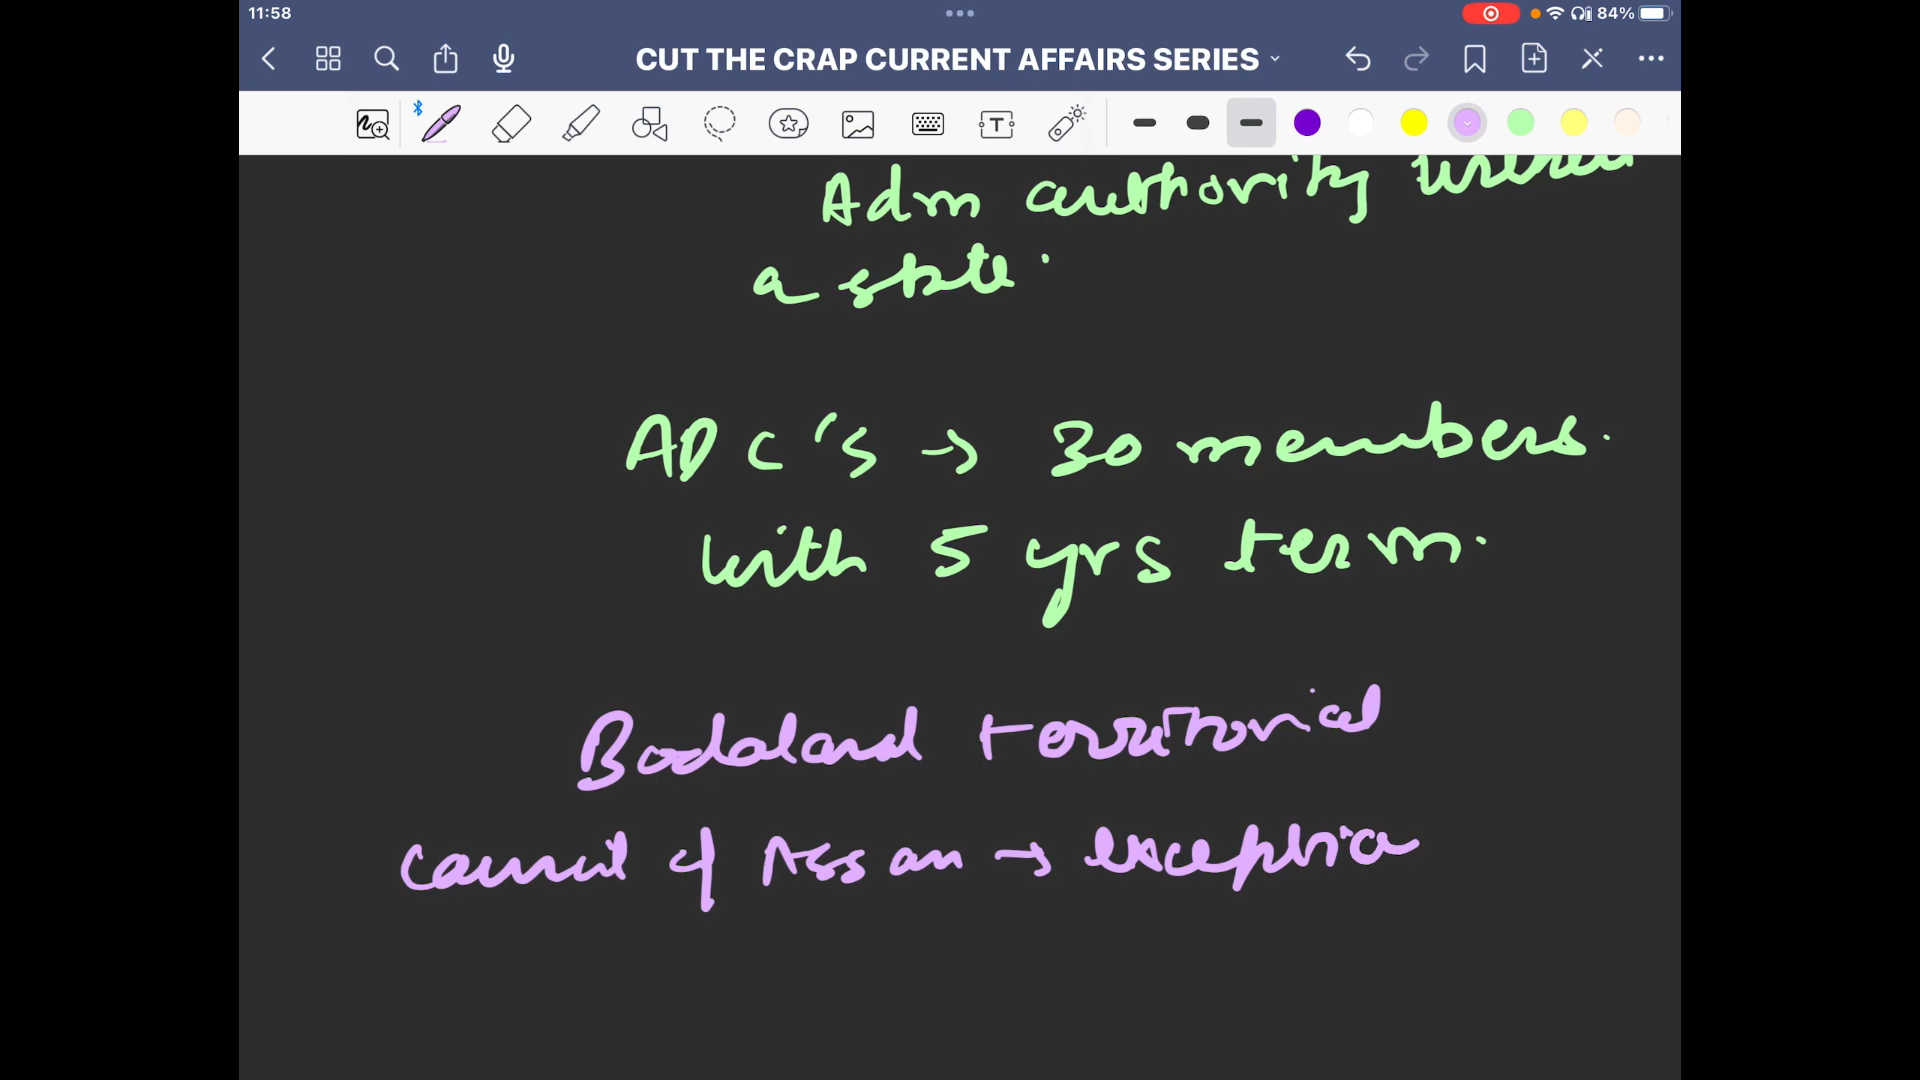 11:58
84%
CUT THE CRAP CURRENT AFFAIRS SERIES
Adm authority within
a state.
ADC's → 30 members.
with 5 yrs term.
Bodoland territorial
council of Assam → exception